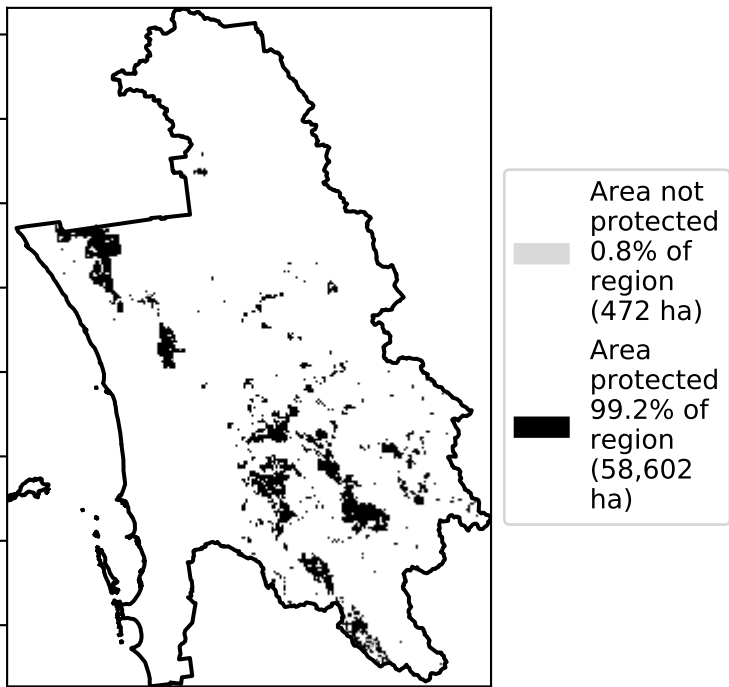 Area not
protected
0.8% of
region
(472 ha)
Area
protected
99.2% of
region
(58,602
ha)